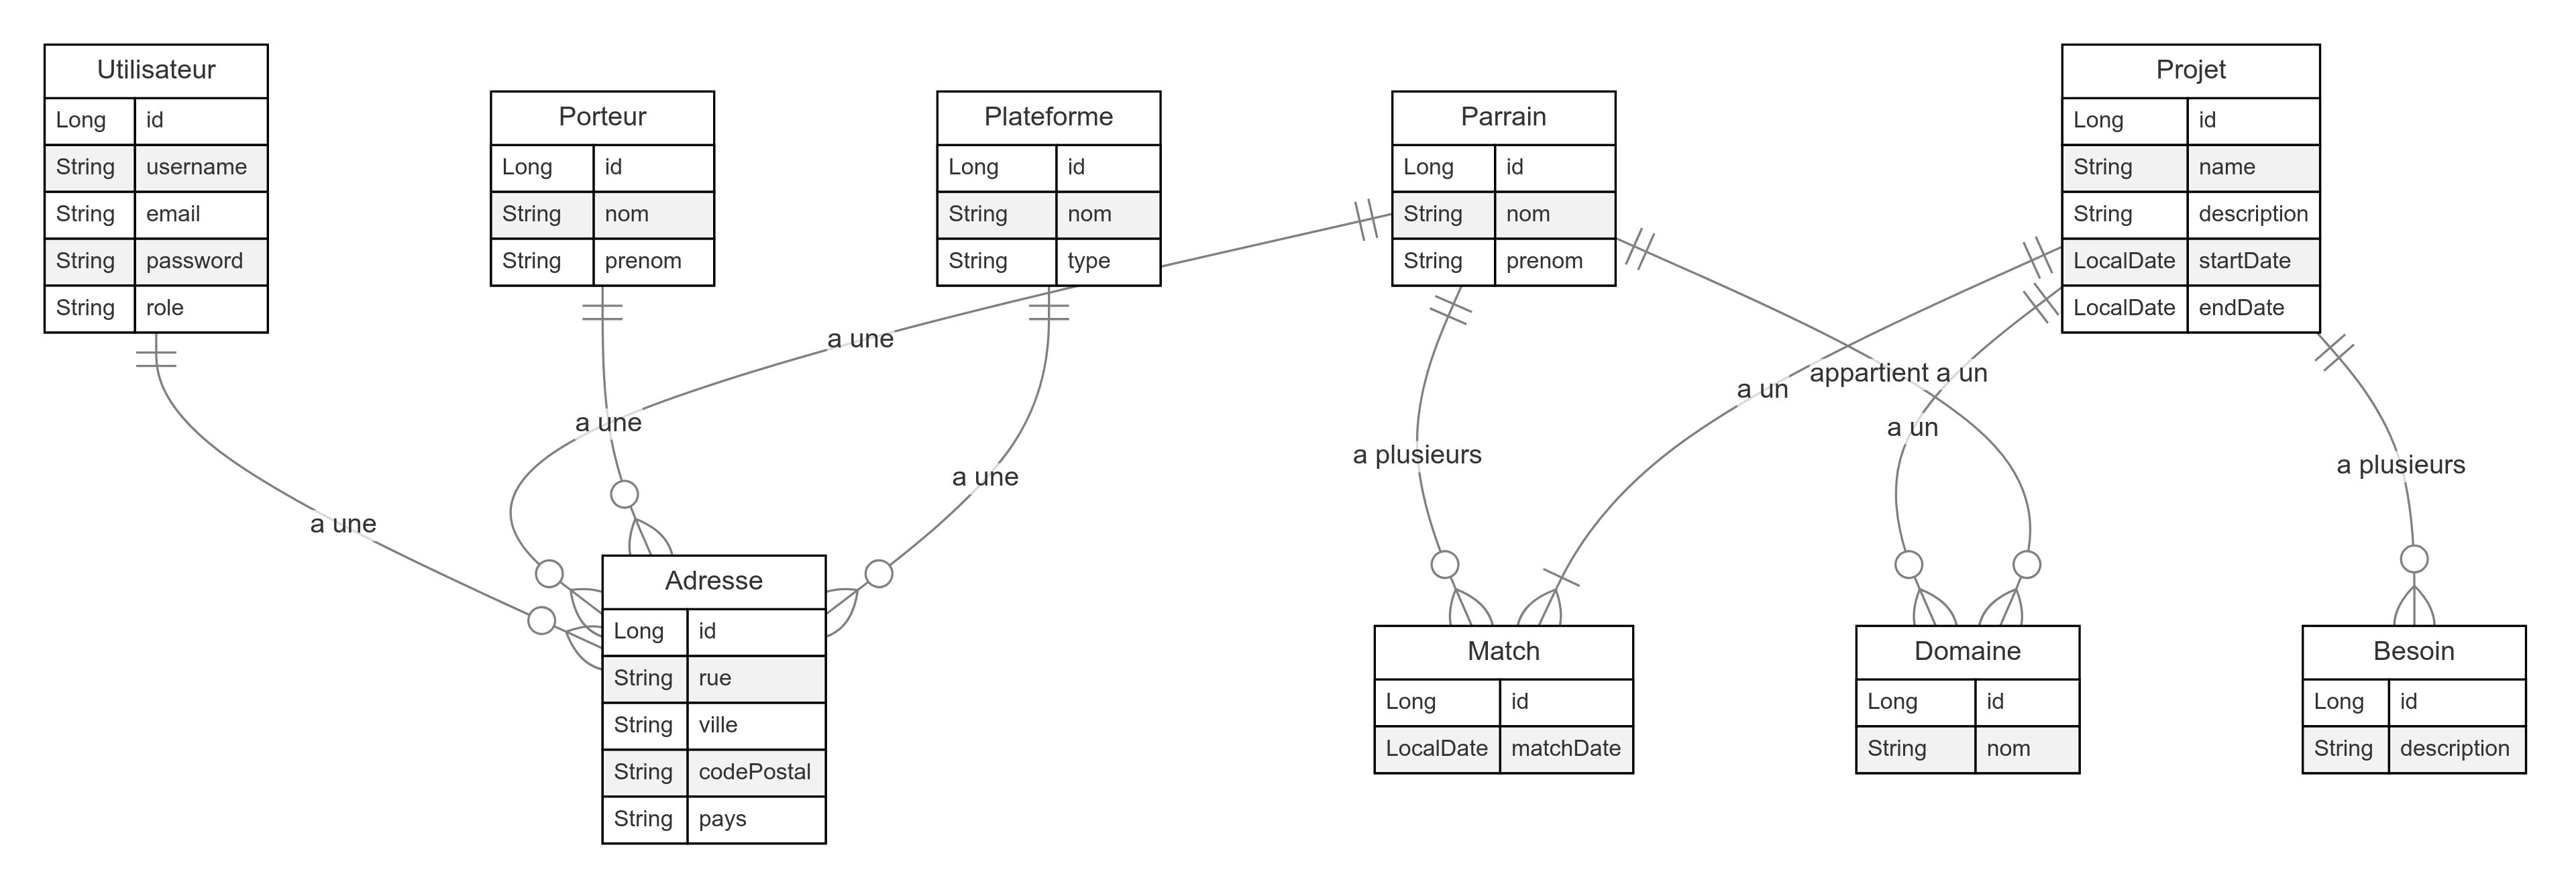 Utilisateur
Long id
String username
String email
String password
String role
Porteur
Long id
String nom
String prenom
Plateforme
Long id
String nom
String type
Parrain
Long id
String nom
String prenom
Projet
Long id
String name
String description
LocalDate startDate
LocalDate endDate
a une
a une
a une
a une
a plusieurs
a un
appartient a un
a un
a plusieurs
Adresse
Long id
String rue
String ville
String codePostal
String pays
Match
Long id
LocalDate matchDate
Domaine
Long id
String nom
Besoin
Long id
String description